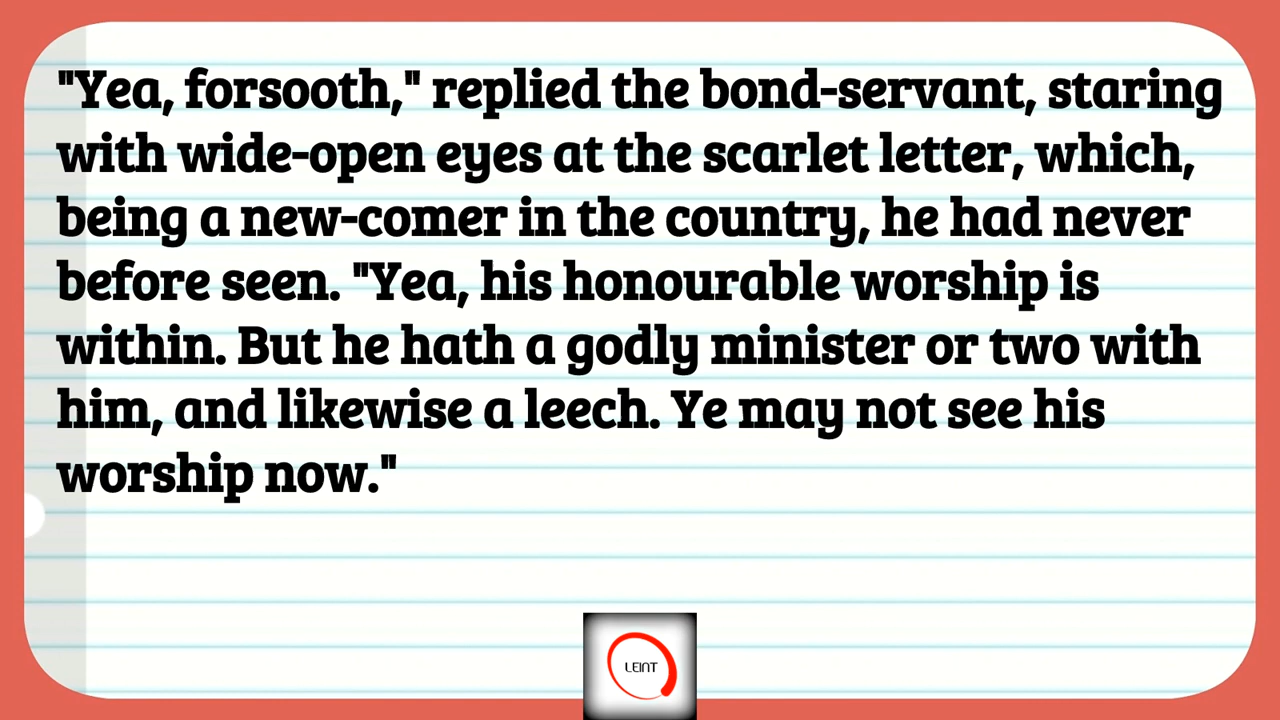 "Yea, forsooth," replied the bond-servant, staring
with wide-open eyes at the scarlet letter, which,
being a new-comer in the country, he had never
before seen. "Yea, his honourable worship is
within. But he hath a godly minister or two with
him, and likewise a leech. Ye may not see his
worship now."
LEINT